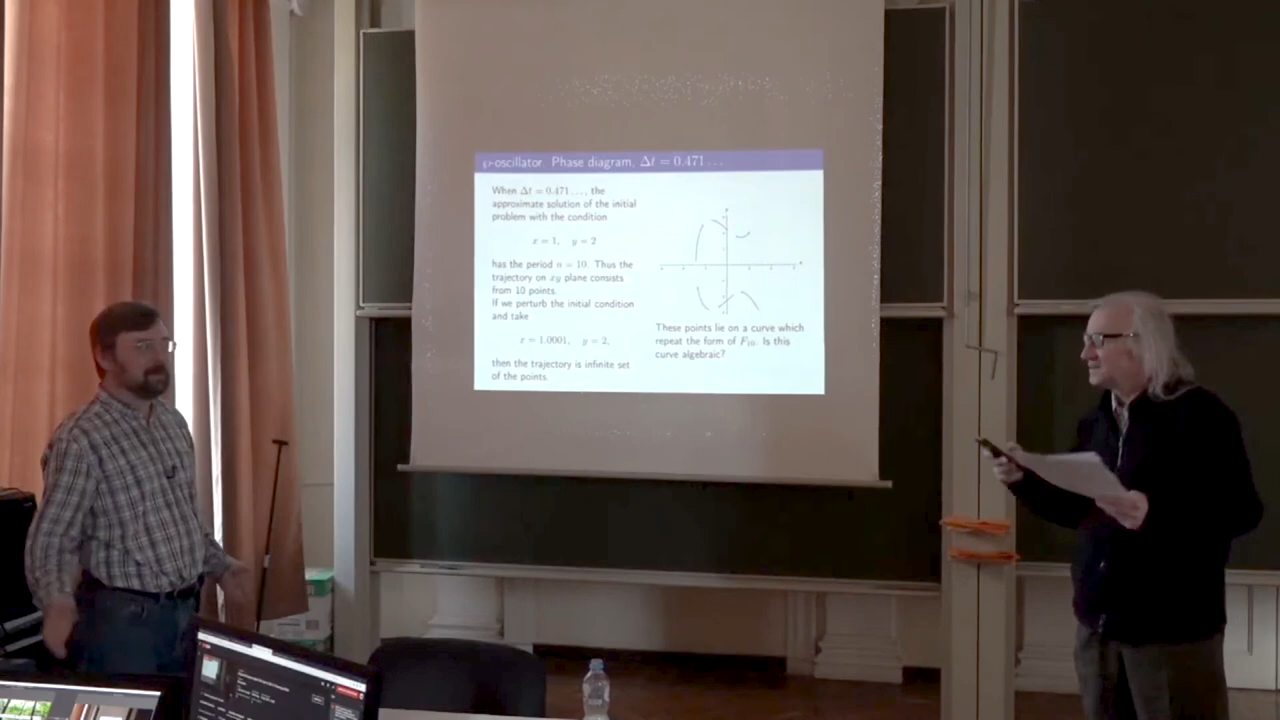 ℘-oscillator. Phase diagram, Δt = 0.471…
When Δt = 0.471…, the
approximate solution of the initial
problem with the condition
x = 1, y = 2
has the period n = 10. Thus the
trajectory on xy plane consists
from 10 points.
If we perturb the initial condition
and take
x = 1.0001, y = 2,
then the trajectory is infinite set
of the points.
These points lie on a curve which
repeat the form of F₁₀. Is this
curve algebraic?